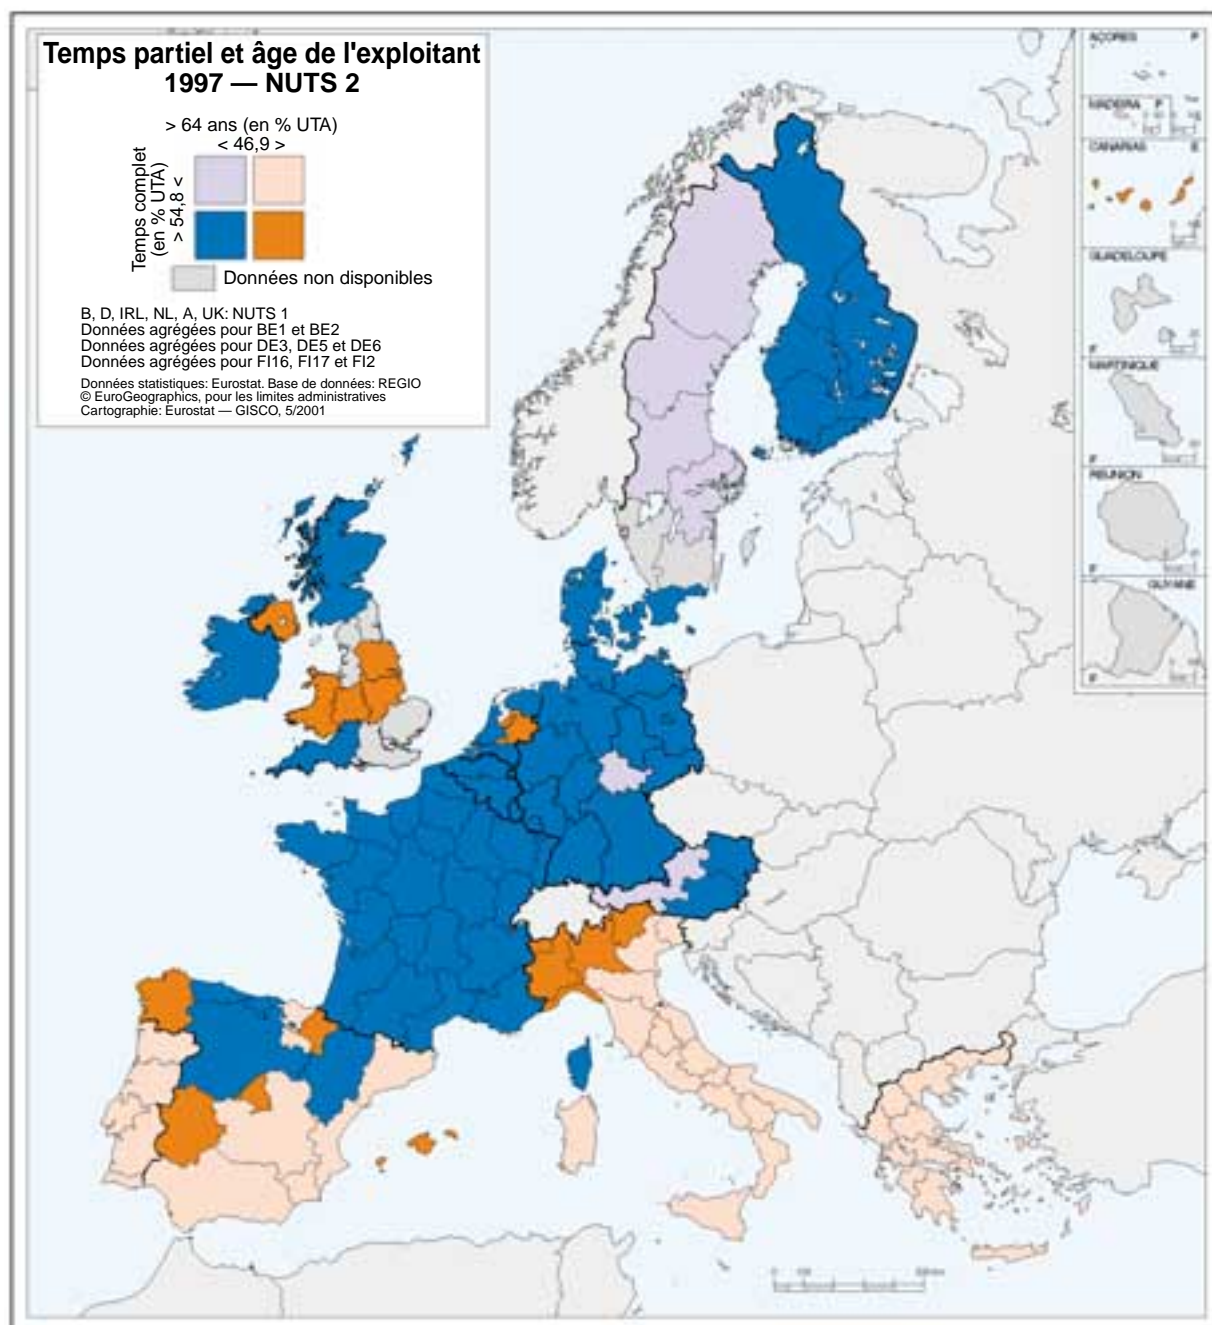 Temps partiel et âge de l'exploitant
1997 — NUTS 2
> 64 ans (en % UTA)
< 46,9 >
Temps complet
(en % UTA)
> 54,8 <
Données non disponibles
B, D, IRL, NL, A, UK: NUTS 1
Données agrégées pour BE1 et BE2
Données agrégées pour DE3, DE5 et DE6
Données agrégées pour FI16, FI17 et FI2
Données statistiques: Eurostat. Base de données: REGIO
© EuroGeographics, pour les limites administratives
Cartographie: Eurostat — GISCO, 5/2001
AÇORES P
MADEIRA P
CANARIAS E
GUADELOUPE
F
MARTINIQUE
F
REUNION
F
GUYANE
F